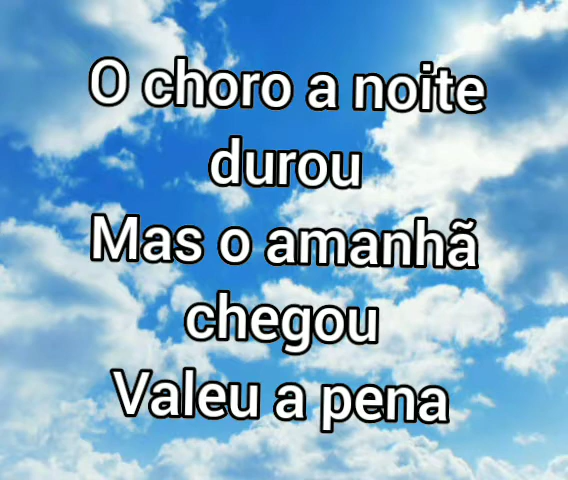 O choro a noite
durou
Mas o amanhã
chegou
Valeu a pena